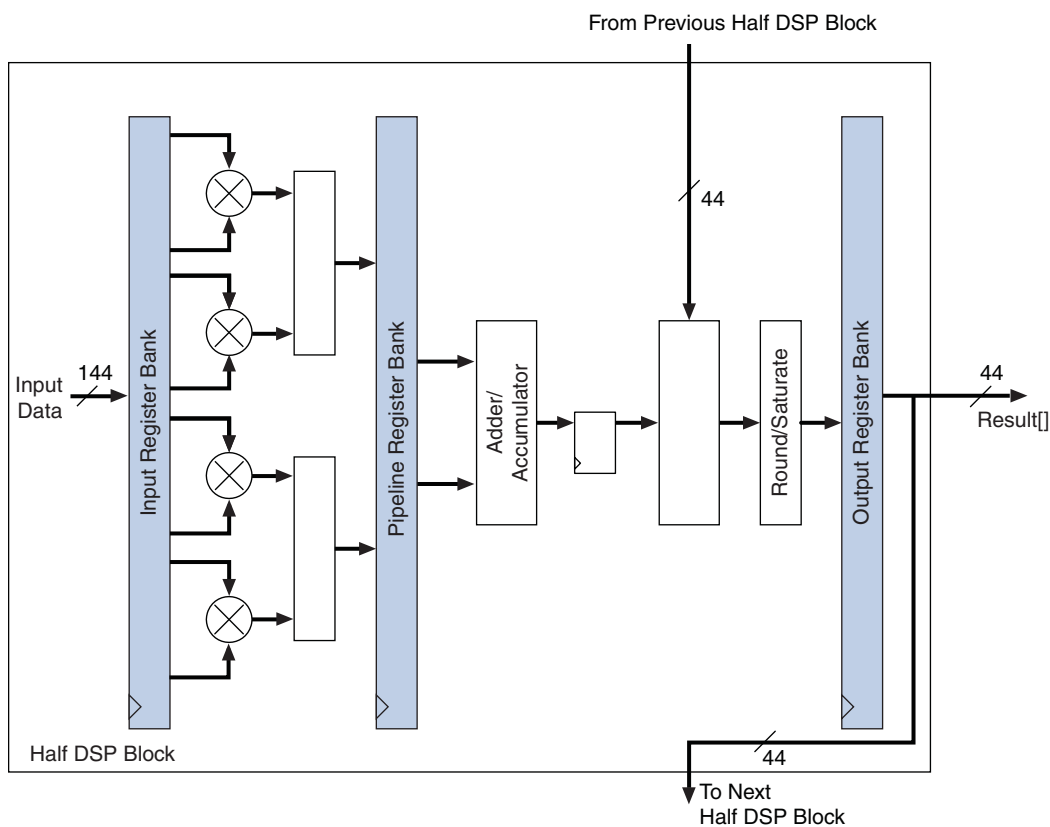 From Previous Half DSP Block
44
Input Register Bank
Pipeline Register Bank
Output Register Bank
144
Input
Data
Adder/
Accumulator
Round/Saturate
44
Result[]
Half DSP Block
44
To Next
Half DSP Block